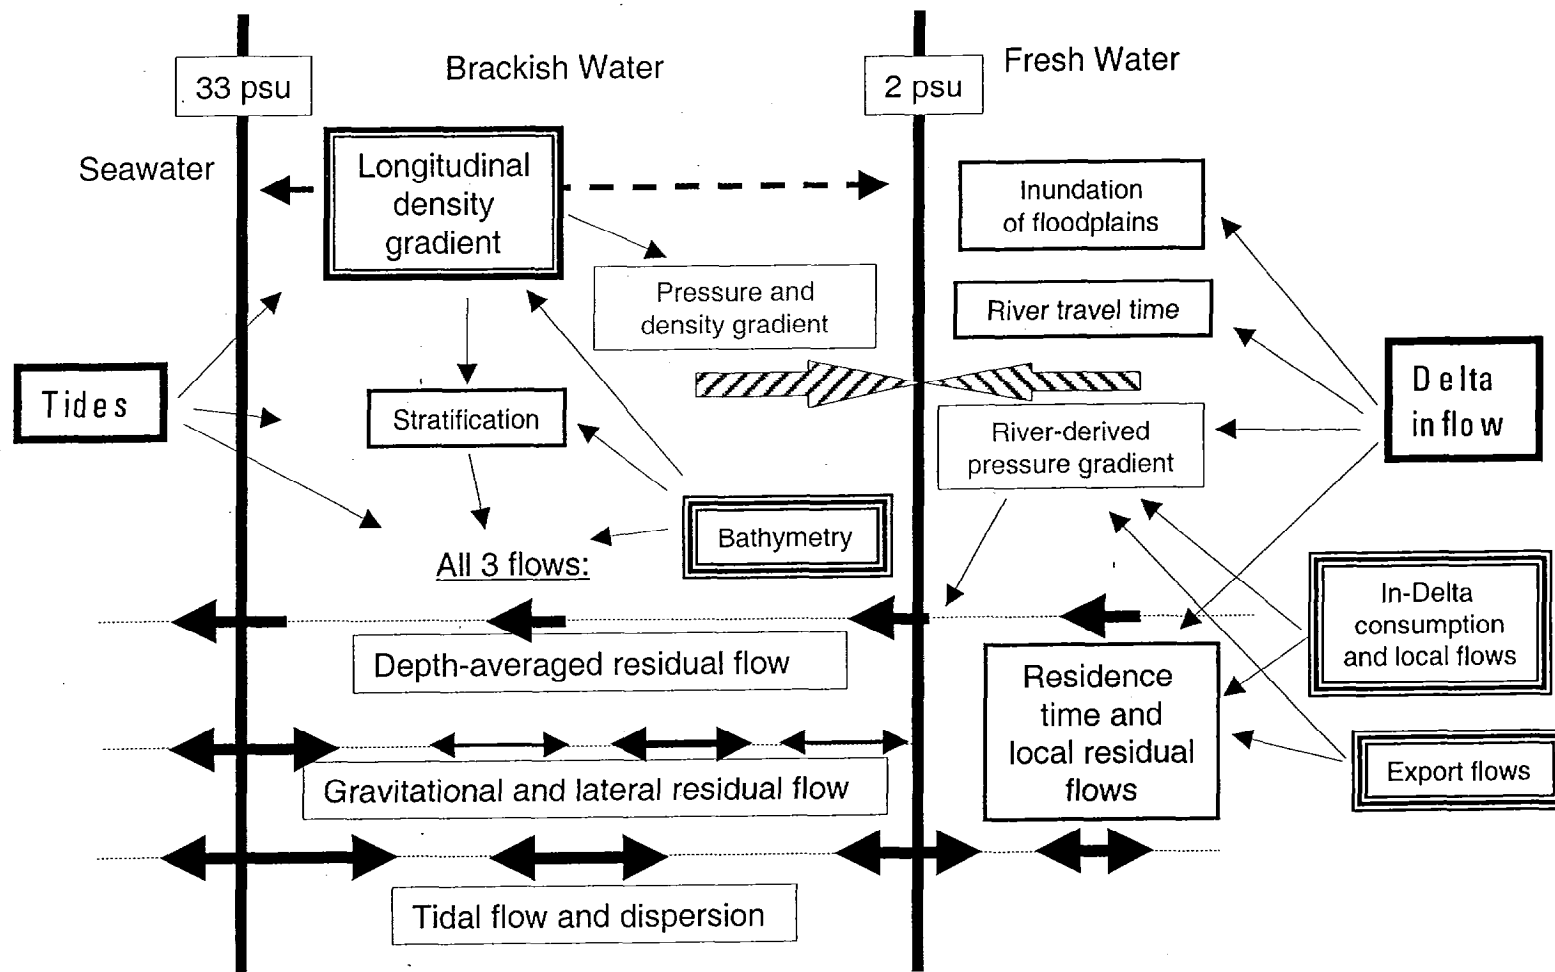 33 psu
Brackish Water
2 psu
Fresh Water
Seawater
Longitudinal
density
gradient
Inundation
of floodplains
Pressure and
density gradient
River travel time
Tides
Stratification
Delta
inflow
River-derived
pressure gradient
Bathymetry
All 3 flows:
In-Delta
consumption
and local flows
Depth-averaged residual flow
Residence
time and
local residual
flows
Export flows
Gravitational and lateral residual flow
Tidal flow and dispersion